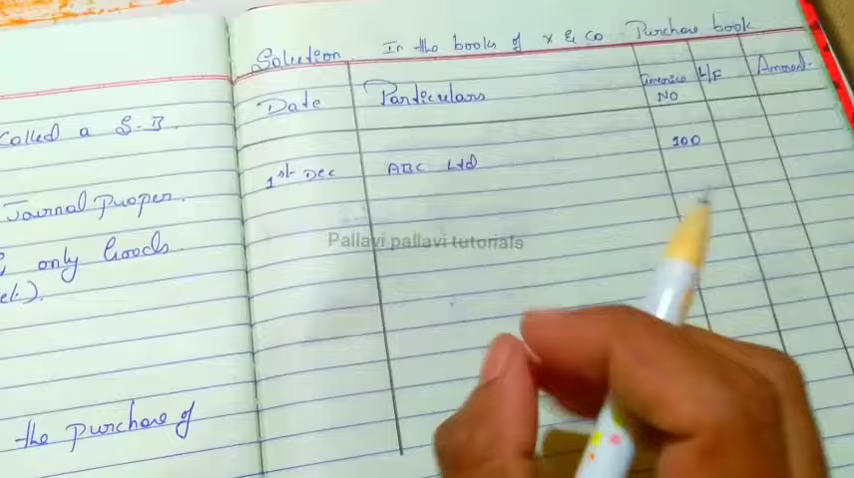 Called a S-B.
Journal proper.
only Goods
etc).
the purchase of
Solution In the books of X & Co Purchase book
Date Particulars Invoice L/F Amount
NO
1st Dec ABC Ltd 100
Pallavi pallavi tutorials